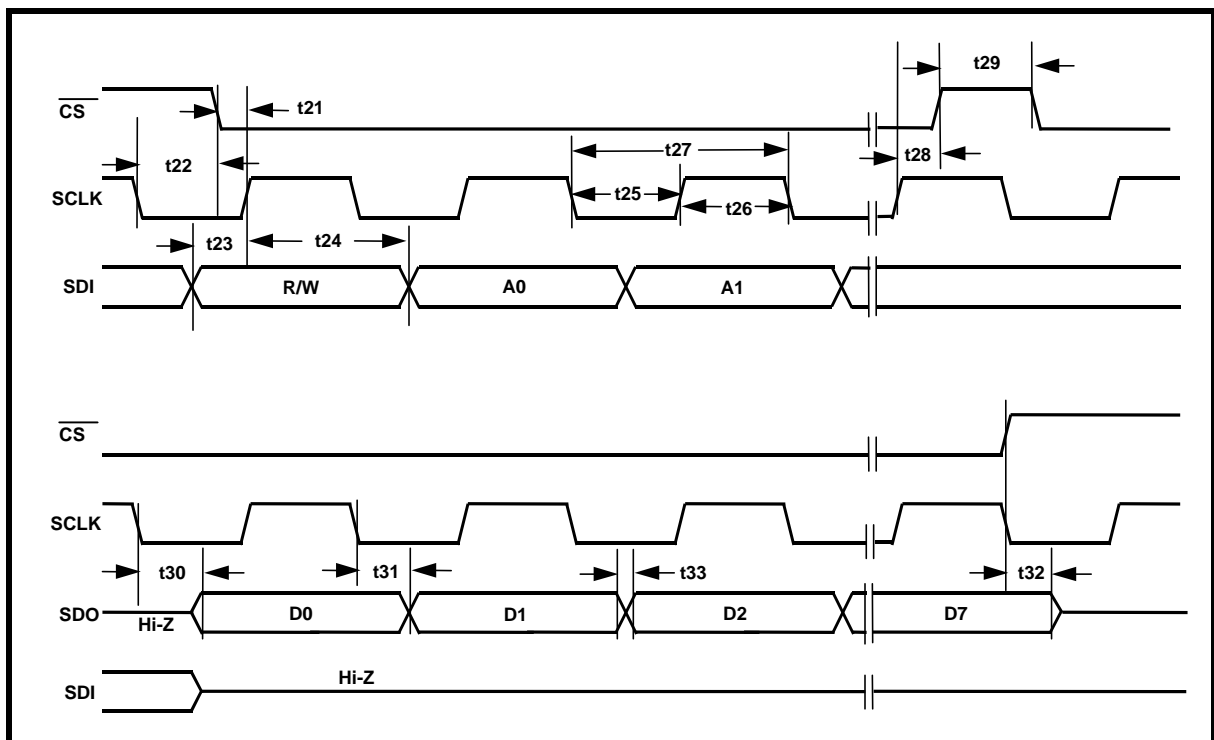 t29
CS
t21
t22
t27
t28
SCLK
t25
t26
t23
t24
SDI
R/W
A0
A1
CS
SCLK
t30
t31
t33
t32
SDO
Hi-Z
D0
D1
D2
D7
SDI
Hi-Z